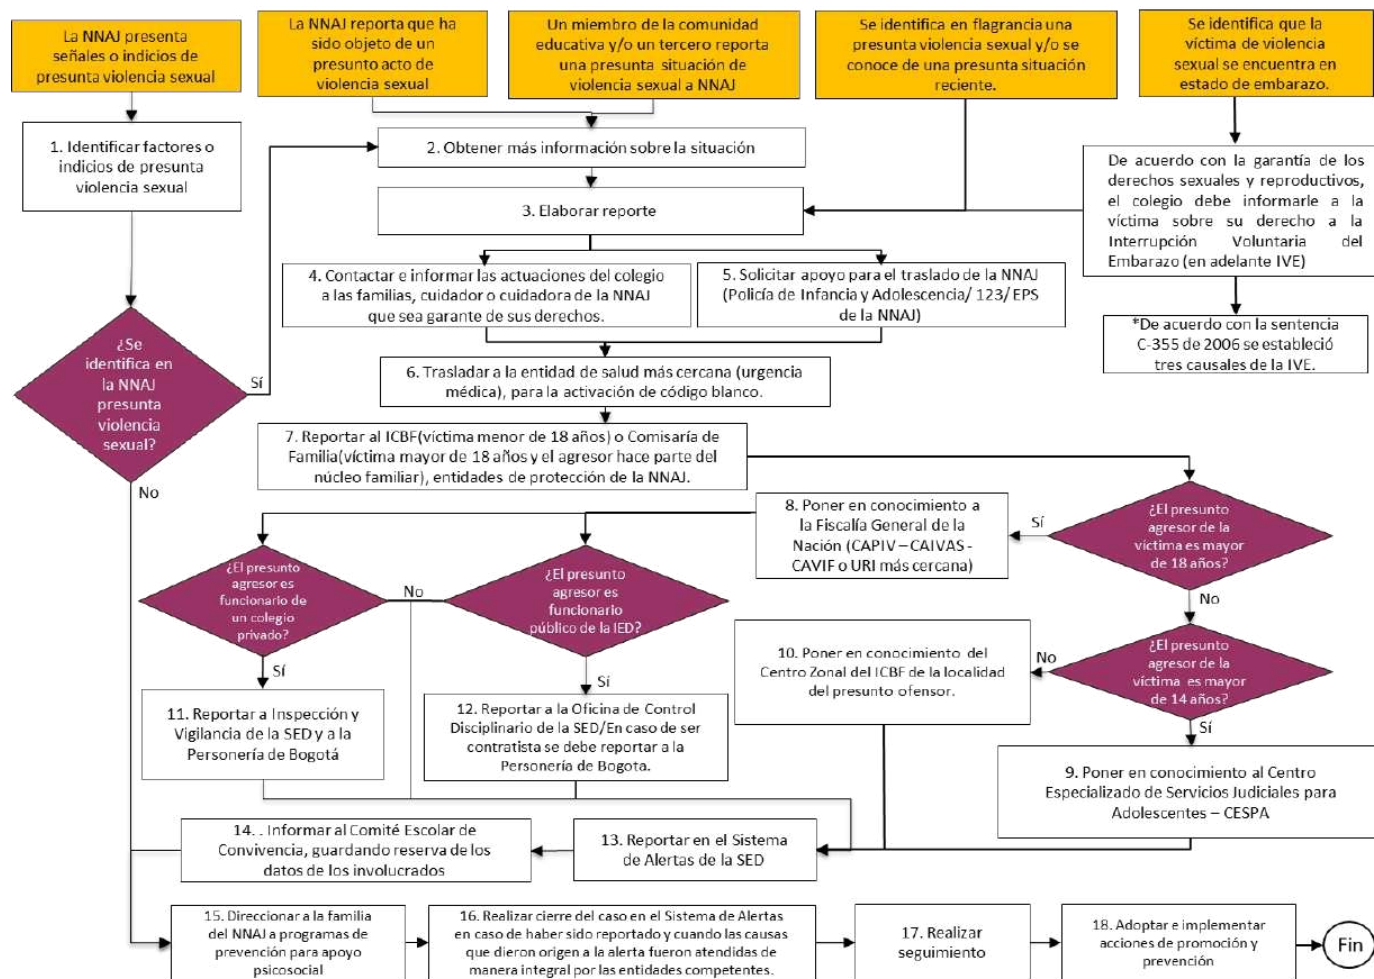 La NNAJ presenta
señales o indicios de
presunta violencia sexual
La NNAJ reporta que ha
sido objeto de un
presunto acto de
violencia sexual
Un miembro de la comunidad
educativa y/o un tercero reporta
una presunta situación de
violencia sexual a NNAJ
Se identifica en flagrancia una
presunta violencia sexual y/o se
conoce de una presunta situación
reciente.
Se identifica que la
víctima de violencia
sexual se encuentra en
estado de embarazo.
1. Identificar factores o
indicios de presunta
violencia sexual
2. Obtener más información sobre la situación
De acuerdo con la garantía de los
derechos sexuales y reproductivos,
el colegio debe informarle a la
víctima sobre su derecho a la
Interrupción Voluntaria del
Embarazo (en adelante IVE)
3. Elaborar reporte
4. Contactar e informar las actuaciones del colegio
a las familias, cuidador o cuidadora de la NNAJ
que sea garante de sus derechos.
5. Solicitar apoyo para el traslado de la NNAJ
(Policía de Infancia y Adolescencia/ 123/ EPS
de la NNAJ)
*De acuerdo con la sentencia
C-355 de 2006 se estableció
tres causales de la IVE.
¿Se
identifica en
la NNAJ
presunta
violencia
sexual?
Sí
No
6. Trasladar a la entidad de salud más cercana (urgencia
médica), para la activación de código blanco.
7. Reportar al ICBF(víctima menor de 18 años) o Comisaría de
Familia(víctima mayor de 18 años y el agresor hace parte del
núcleo familiar), entidades de protección de la NNAJ.
8. Poner en conocimiento a
la Fiscalía General de la
Nación (CAPIV – CAIVAS -
CAVIF o URI más cercana)
Sí
¿El presunto
agresor de la
víctima es mayor
de 18 años?
No
¿El presunto
agresor es
funcionario de
un colegio
privado?
No
¿El presunto
agresor es
funcionario
público de la IED?
Sí
Sí
10. Poner en conocimiento del
Centro Zonal del ICBF de la localidad
del presunto ofensor.
No
¿El presunto
agresor de la
víctima es mayor
de 14 años?
Sí
11. Reportar a Inspección y
Vigilancia de la SED y a la
Personería de Bogotá
12. Reportar a la Oficina de Control
Disciplinario de la SED/En caso de ser
contratista se debe reportar a la
Personería de Bogota.
9. Poner en conocimiento al Centro
Especializado de Servicios Judiciales para
Adolescentes – CESPA
14. . Informar al Comité Escolar de
Convivencia, guardando reserva de los
datos de los involucrados
13. Reportar en el Sistema
de Alertas de la SED
15. Direccionar a la familia
del NNAJ a programas de
prevención para apoyo
psicosocial
16. Realizar cierre del caso en el Sistema de Alertas
en caso de haber sido reportado y cuando las causas
que dieron origen a la alerta fueron atendidas de
manera integral por las entidades competentes.
17. Realizar
seguimiento
18. Adoptar e implementar
acciones de promoción y
prevención
Fin